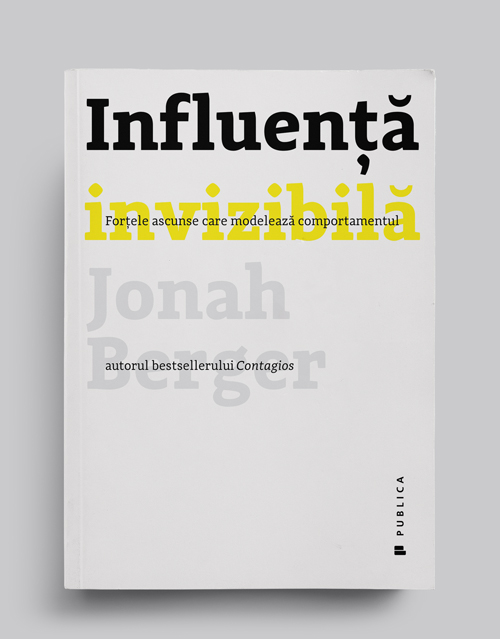 Influență
invizibilă
Forțele ascunse care modelează comportamentul
Jonah
Berger
autorul bestsellerului Contagios
PUBLICA